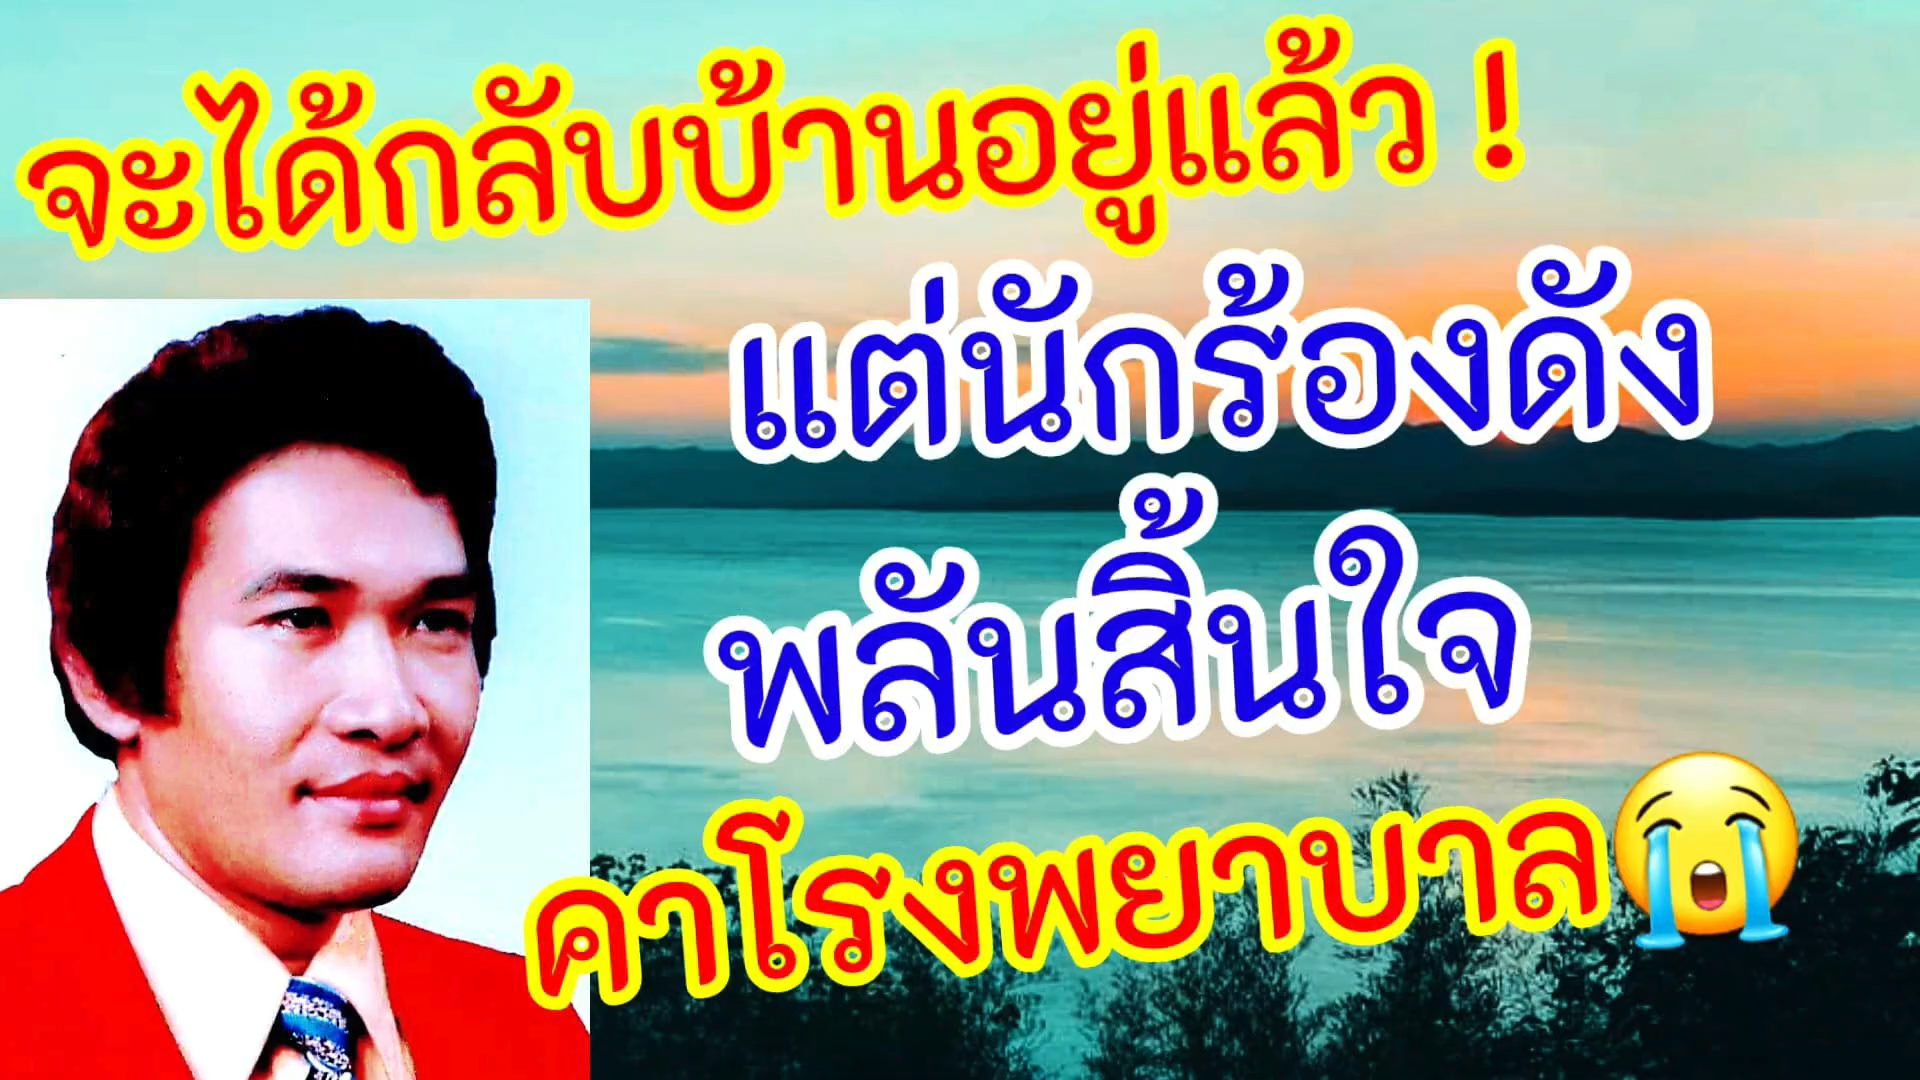 จะได้กลับบ้านอยู่แล้ว !
แต่นักร้องดัง
พลันสิ้นใจ
คาโรงพยาบาล😭